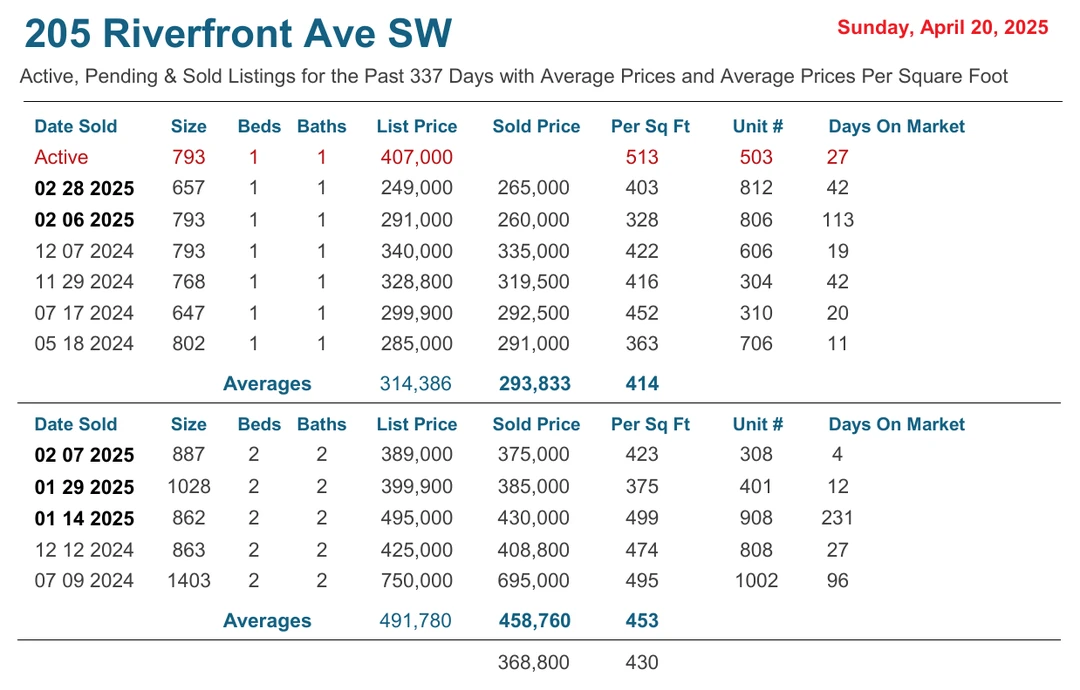 205 Riverfront Ave SW
Sunday, April 20, 2025
Active, Pending & Sold Listings for the Past 337 Days with Average Prices and Average Prices Per Square Foot
Date Sold Size Beds Baths List Price Sold Price Per Sq Ft Unit # Days On Market
Active 793 1 1 407,000 513 503 27
02 28 2025 657 1 1 249,000 265,000 403 812 42
02 06 2025 793 1 1 291,000 260,000 328 806 113
12 07 2024 793 1 1 340,000 335,000 422 606 19
11 29 2024 768 1 1 328,800 319,500 416 304 42
07 17 2024 647 1 1 299,900 292,500 452 310 20
05 18 2024 802 1 1 285,000 291,000 363 706 11
Averages 314,386 293,833 414
Date Sold Size Beds Baths List Price Sold Price Per Sq Ft Unit # Days On Market
02 07 2025 887 2 2 389,000 375,000 423 308 4
01 29 2025 1028 2 2 399,900 385,000 375 401 12
01 14 2025 862 2 2 495,000 430,000 499 908 231
12 12 2024 863 2 2 425,000 408,800 474 808 27
07 09 2024 1403 2 2 750,000 695,000 495 1002 96
Averages 491,780 458,760 453
368,800 430